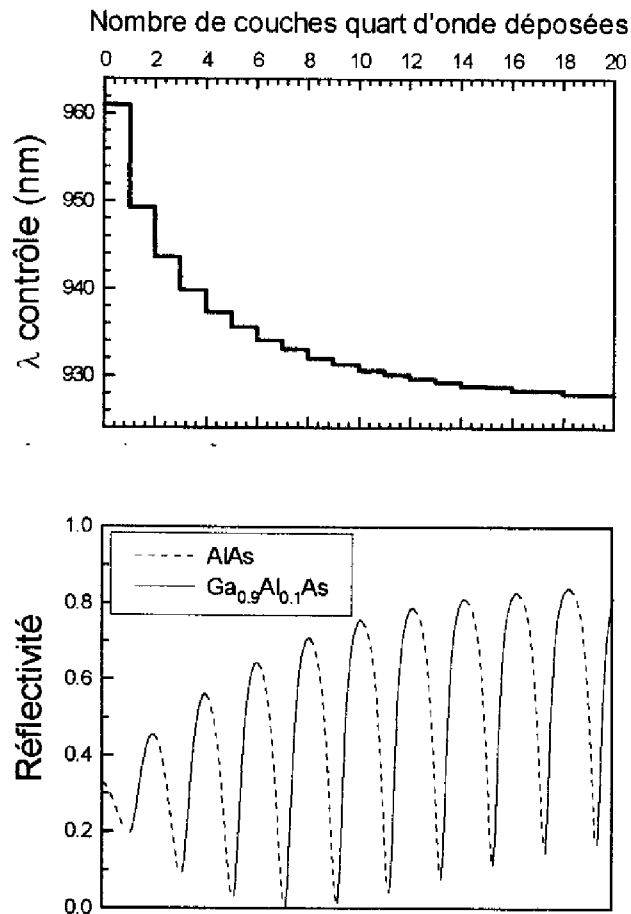 Nombre de couches quart d'onde déposées
0 2 4 6 8 10 12 14 16 18 20
λ contrôle (nm)
960
950
940
930
1.0
0.8
0.6
0.4
0.2
0.0
Réflectivité
AlAs
Ga0.9Al0.1As